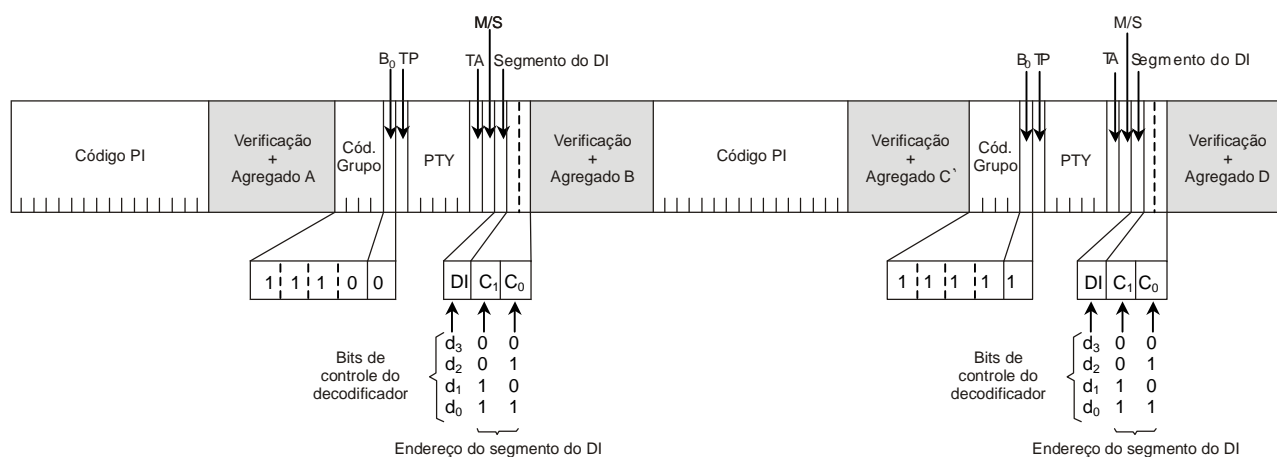 M/S M/S
B0 TP TA Segmento do DI B0 TP TA Segmento do DI
Código PI Verificação + Agregado A Cód. Grupo PTY Verificação + Agregado B Código PI Verificação + Agregado C` Cód. Grupo PTY Verificação + Agregado D
1 1 1 0 0 DI C1 C0 1 1 1 1 1 DI C1 C0
d3 0 0 d3 0 0
Bits de controle do decodificador d2 0 1 Bits de controle do decodificador d2 0 1
d1 1 0 d1 1 0
d0 1 1 d0 1 1
Endereço do segmento do DI Endereço do segmento do DI